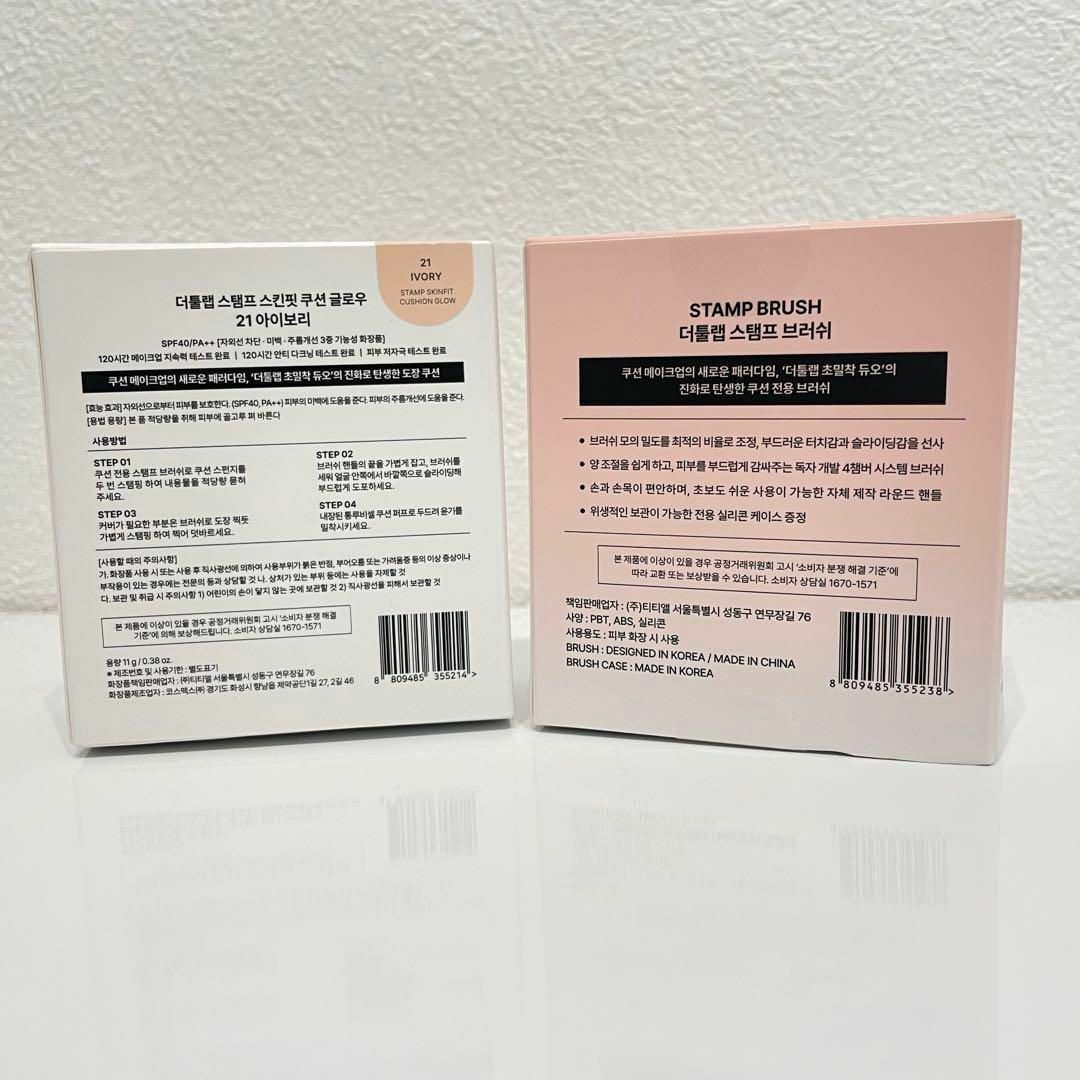 21
IVORY
STAMP SKINFIT
CUSHION GLOW
더툴랩 스탬프 스킨핏 쿠션 글로우
21 아이보리
SPF40/PA++ [자외선 차단 · 미백 · 주름개선 3중 기능성 화장품]
120시간 메이크업 지속력 테스트 완료 | 120시간 안티 다크닝 테스트 완료 | 피부 저자극 테스트 완료
쿠션 메이크업의 새로운 패러다임, ‘더툴랩 초밀착 듀오’의 진화로 탄생한 도장 쿠션
[효능 효과] 자외선으로부터 피부를 보호한다. (SPF40, PA++) 피부의 미백에 도움을 준다. 피부의 주름개선에 도움을 준다.
[용법 용량] 본 품 적당량을 취해 피부에 골고루 펴 바른다
사용방법
STEP 01
쿠션 전용 스탬프 브러쉬로 쿠션 스펀지를
두 번 스탬핑 하여 내용물을 적당량 묻혀
주세요.
STEP 02
브러쉬 핸들의 끝을 가볍게 잡고, 브러쉬를
세워 얼굴 안쪽에서 바깥쪽으로 슬라이딩해
부드럽게 도포하세요.
STEP 03
커버가 필요한 부분은 브러쉬로 도장 찍듯
가볍게 스탬핑 하여 찍어 덧바르세요.
STEP 04
내장된 통루비셀 쿠션 퍼프로 두드려 윤기를
밀착시키세요.
[사용할 때의 주의사항]
가. 화장품 사용 시 또는 사용 후 직사광선에 의하여 사용부위가 붉은 반점, 부어오름 또는 가려움증 등의 이상 증상이나
부작용이 있는 경우에는 전문의 등과 상담할 것 나. 상처가 있는 부위 등에는 사용을 자제할 것
다. 보관 및 취급 시 주의사항 1) 어린이의 손이 닿지 않는 곳에 보관할 것 2) 직사광선을 피해서 보관할 것
본 제품에 이상이 있을 경우 공정거래위원회 고시 ‘소비자 분쟁 해결
기준’에 의해 보상해드립니다. 소비자 상담실 1670-1571
용량 11 g / 0.38 oz.
※ 제조번호 및 사용기한 : 별도표기
화장품책임판매업자 : (주)티티앨 서울특별시 성동구 연무장길 76
화장품제조업자 : 코스맥스(주) 경기도 화성시 향남읍 제약공단1길 27, 2길 46
8 809485 355214 >
STAMP BRUSH
더툴랩 스탬프 브러쉬
쿠션 메이크업의 새로운 패러다임, ‘더툴랩 초밀착 듀오’의
진화로 탄생한 쿠션 전용 브러쉬
• 브러쉬 모의 밀도를 최적의 비율로 조정, 부드러운 터치감과 슬라이딩감을 선사
• 양 조절을 쉽게 하고, 피부를 부드럽게 감싸주는 독자 개발 4챔버 시스템 브러쉬
• 손과 손목이 편안하며, 초보도 쉬운 사용이 가능한 자체 제작 라운드 핸들
• 위생적인 보관이 가능한 전용 실리콘 케이스 증정
본 제품에 이상이 있을 경우 공정거래위원회 고시 ‘소비자 분쟁 해결 기준’에
따라 교환 또는 보상받을 수 있습니다. 소비자 상담실 1670-1571
책임판매업자 : (주)티티앨 서울특별시 성동구 연무장길 76
사양 : PBT, ABS, 실리콘
사용용도 : 피부 화장 시 사용
BRUSH : DESIGNED IN KOREA / MADE IN CHINA
BRUSH CASE : MADE IN KOREA
8 809485 355238 >